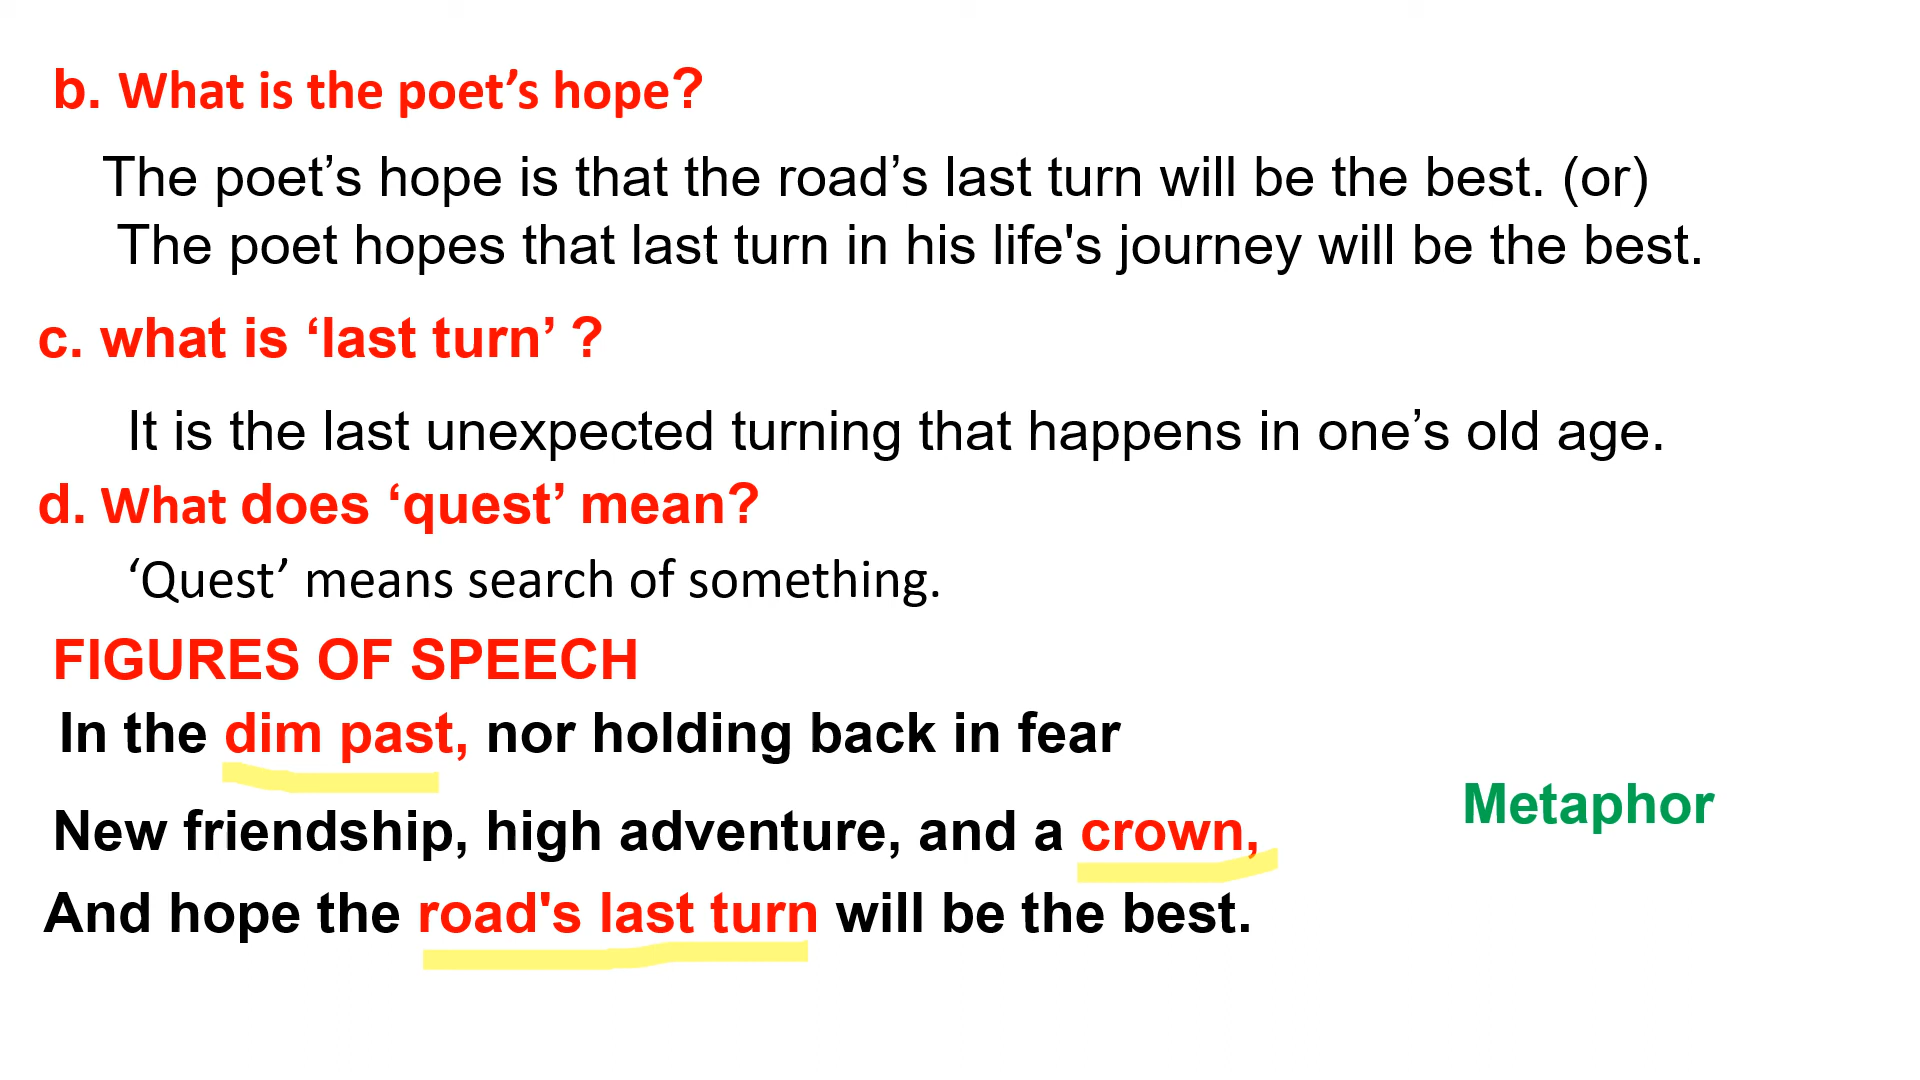 b. What is the poet’s hope?
The poet’s hope is that the road’s last turn will be the best. (or)
The poet hopes that last turn in his life's journey will be the best.
c. what is ‘last turn’ ?
It is the last unexpected turning that happens in one’s old age.
d. What does ‘quest’ mean?
‘Quest’ means search of something.
FIGURES OF SPEECH
In the dim past, nor holding back in fear
Metaphor
New friendship, high adventure, and a crown,
And hope the road's last turn will be the best.